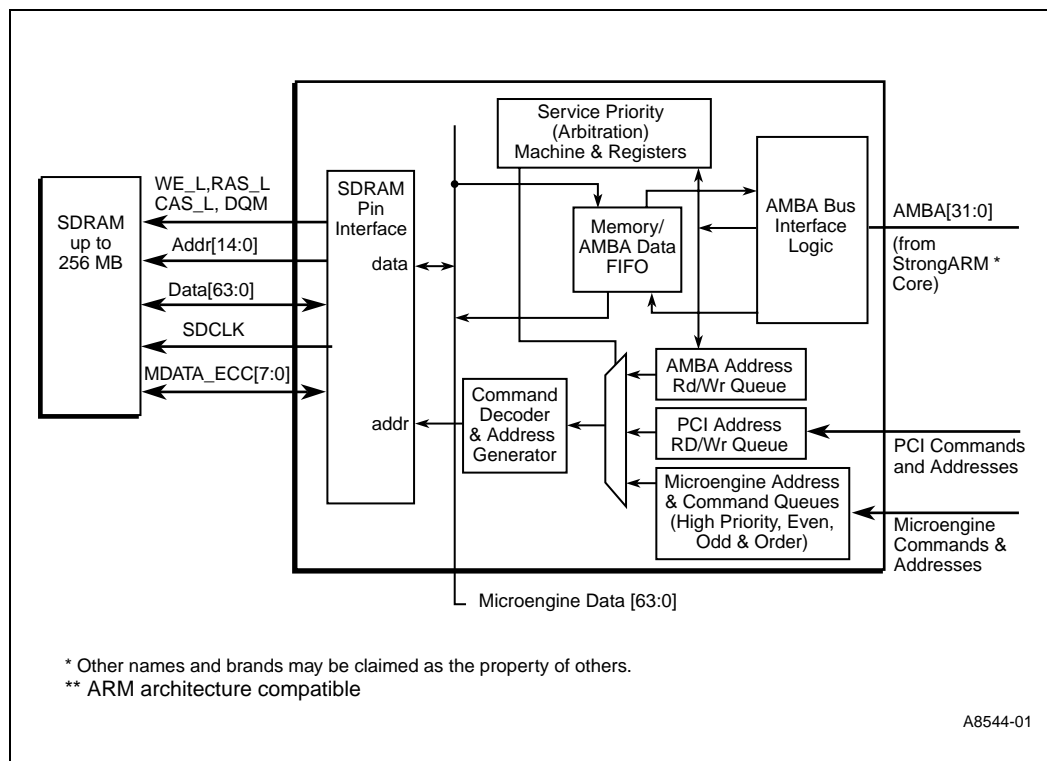 Service Priority
(Arbitration)
Machine & Registers
WE_L,RAS_L
CAS_L, DQM
SDRAM
up to
256 MB
Addr[14:0]
Data[63:0]
SDCLK
MDATA_ECC[7:0]
SDRAM
Pin
Interface
data
addr
Memory/
AMBA Data
FIFO
AMBA Bus
Interface
Logic
AMBA[31:0]
(from
StrongARM *
Core)
AMBA Address
Rd/Wr Queue
Command
Decoder
& Address
Generator
PCI Address
RD/Wr Queue
PCI Commands
and Addresses
Microengine Address
& Command Queues
(High Priority, Even,
Odd & Order)
Microengine
Commands &
Addresses
Microengine Data [63:0]
* Other names and brands may be claimed as the property of others.
** ARM architecture compatible
A8544-01